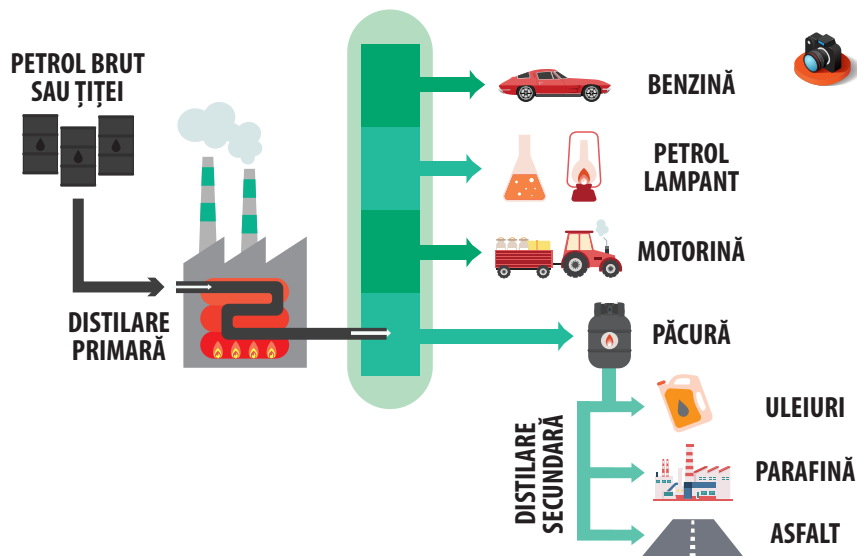 PETROL BRUT
SAU ȚIȚEI
DISTILARE
PRIMARĂ
BENZINĂ
PETROL
LAMPANT
MOTORINĂ
PĂCURĂ
DISTILARE
SECUNDARĂ
ULEIURI
PARAFINĂ
ASFALT